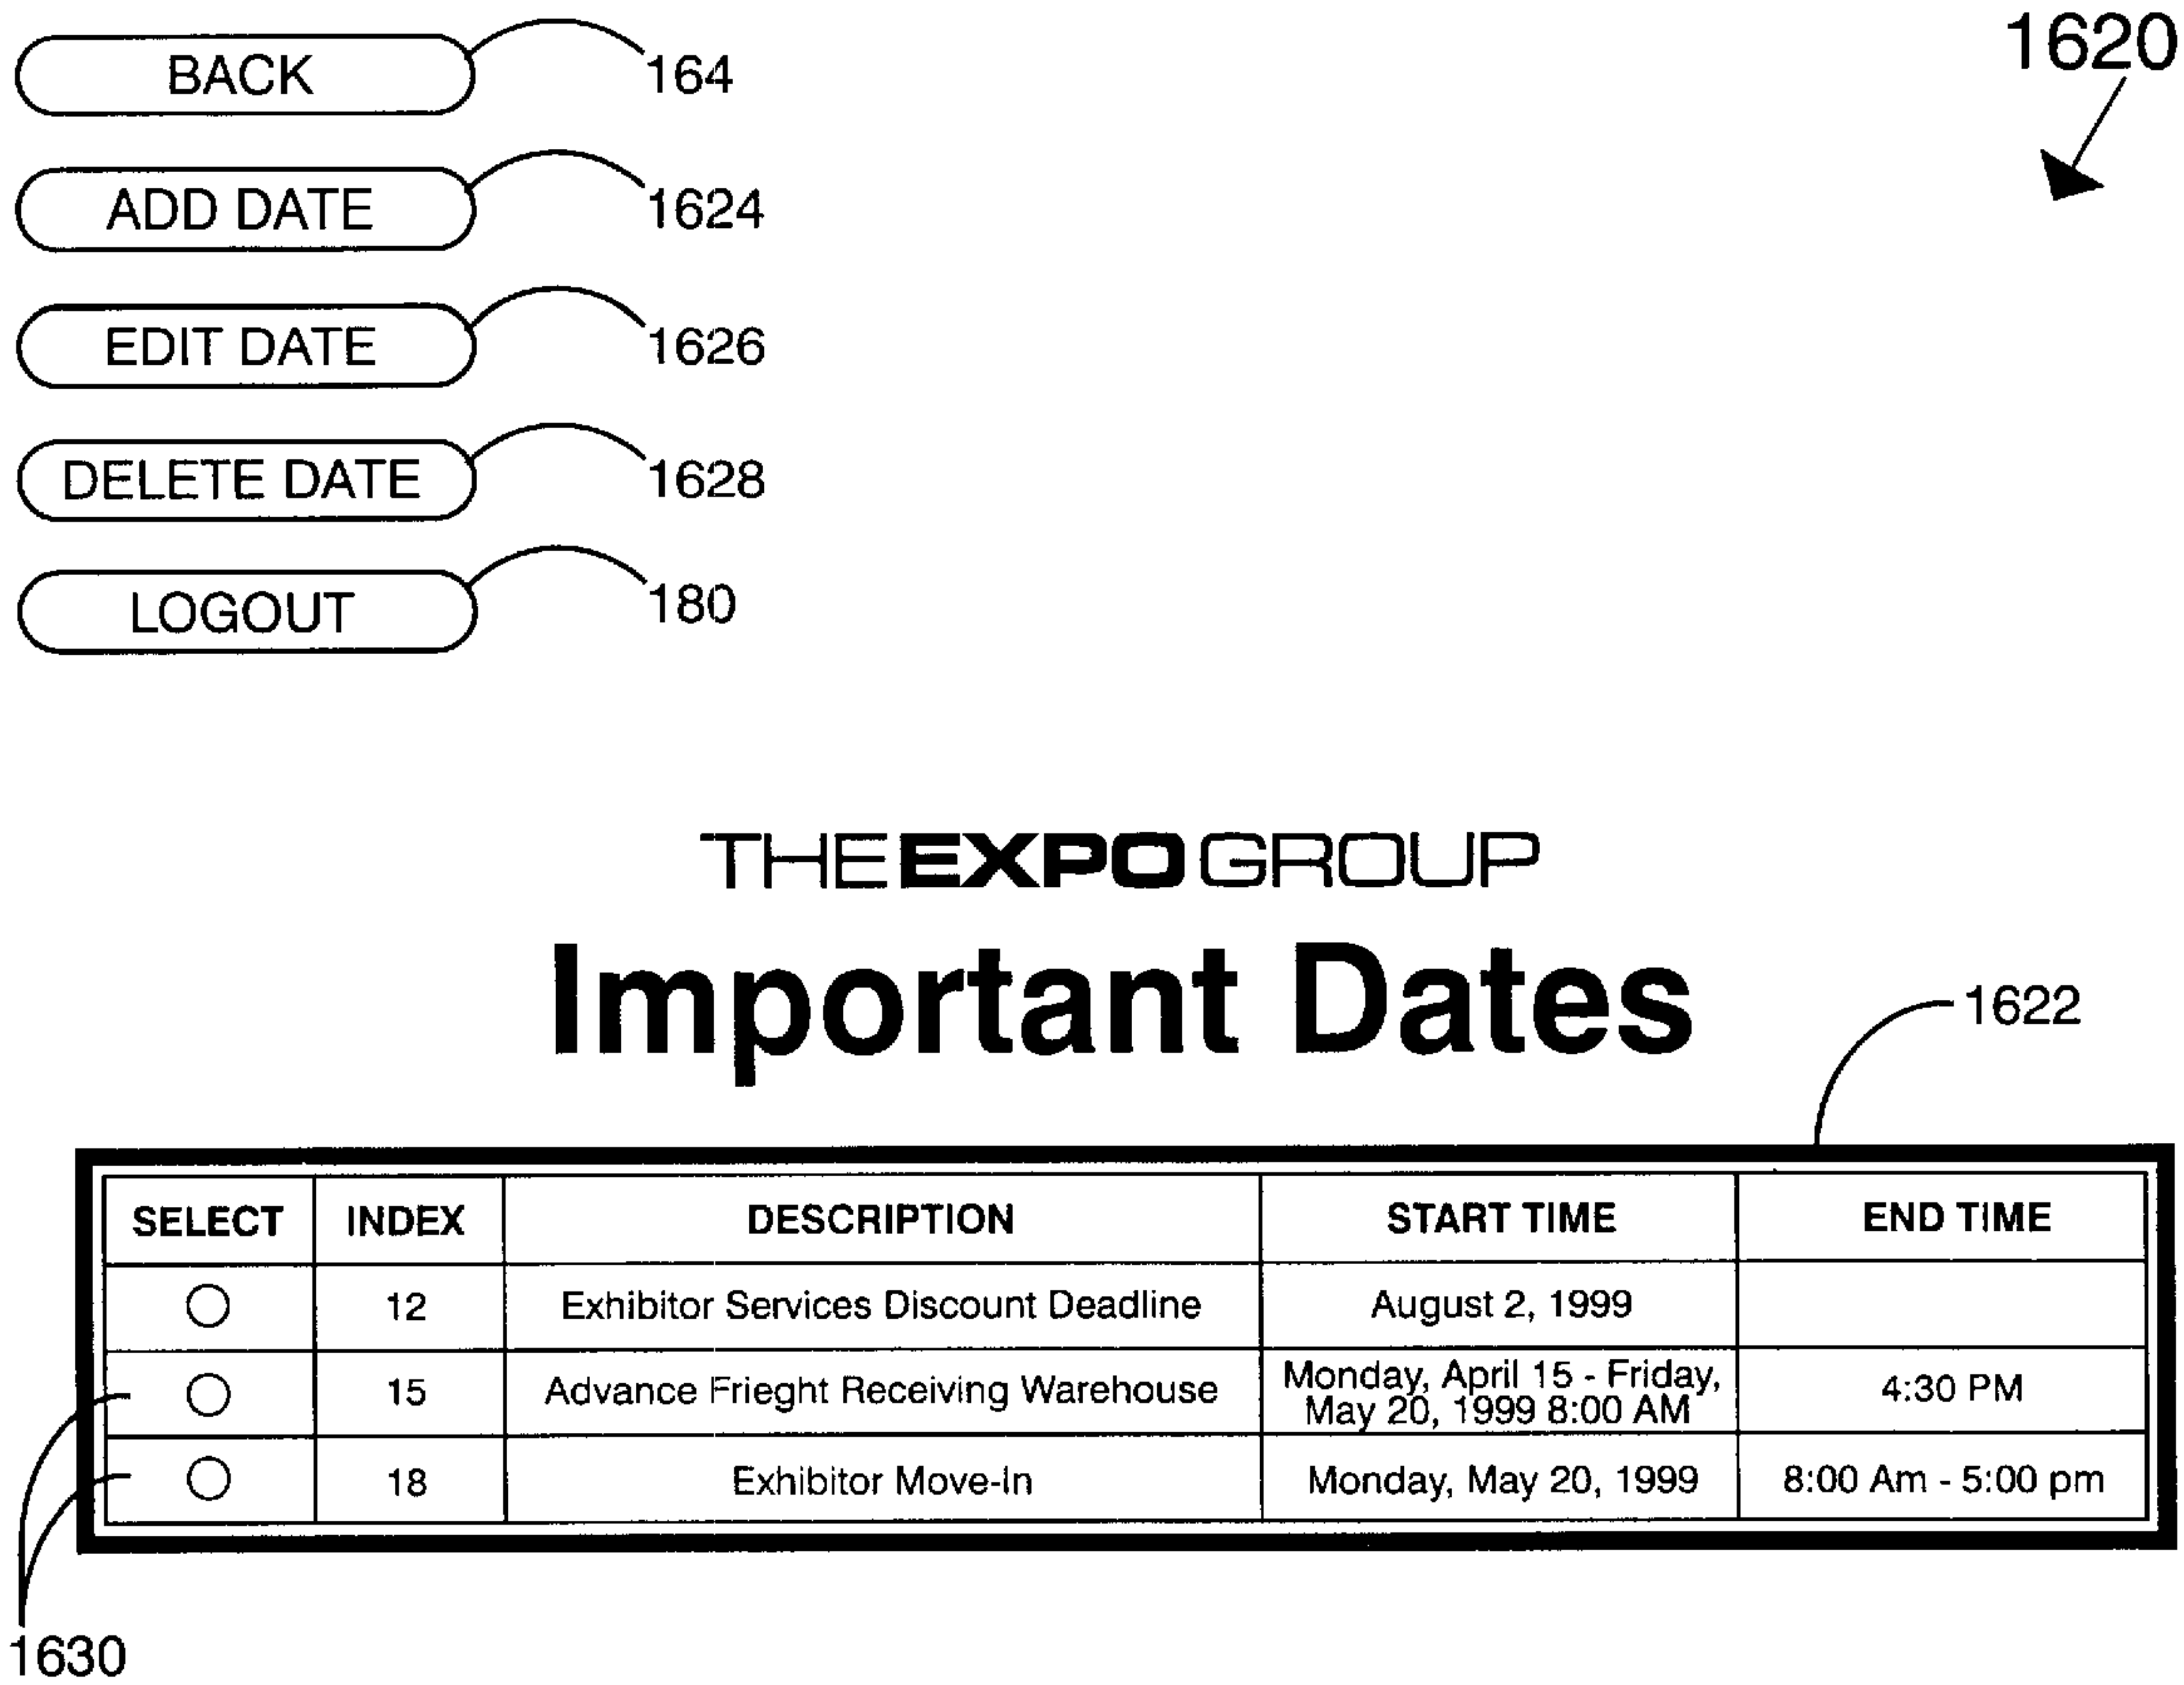 1620
BACK 164
ADD DATE 1624
EDIT DATE 1626
DELETE DATE 1628
LOGOUT 180
THE EXPO GROUP
Important Dates
1622
SELECT INDEX DESCRIPTION START TIME END TIME
12 Exhibitor Services Discount Deadline August 2, 1999
15 Advance Frieght Receiving Warehouse Monday, April 15 - Friday, May 20, 1999 8:00 AM 4:30 PM
18 Exhibitor Move-In Monday, May 20, 1999 8:00 Am - 5:00 pm
1630